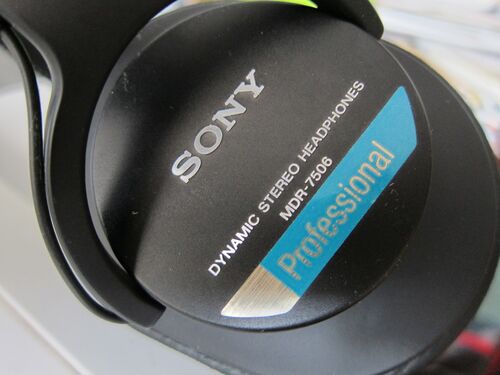 SONY
DYNAMIC STEREO HEADPHONES
MDR-7506
Professional